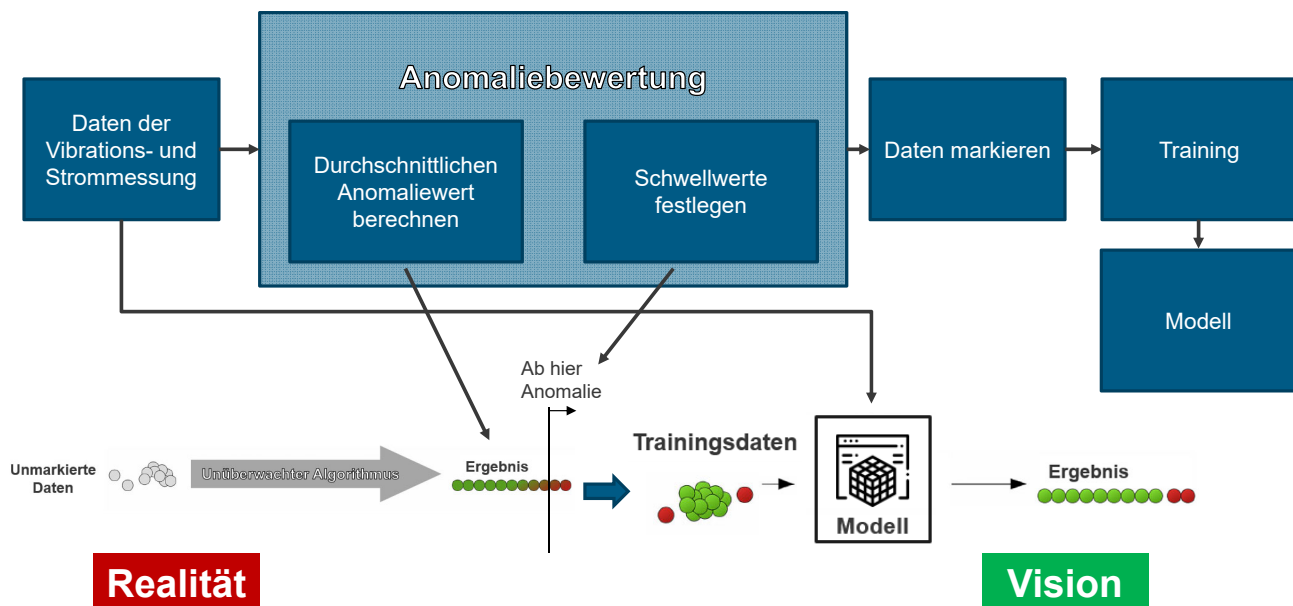 Anomaliebewertung
Daten der
Vibrations- und
Strommessung
Durchschnittlichen
Anomaliewert
berechnen
Schwellwerte
festlegen
Daten markieren
Training
Modell
Ab hier
Anomalie
Unmarkierte
Daten
Unüberwachter Algorithmus
Ergebnis
Trainingsdaten
Modell
Ergebnis
Realität
Vision